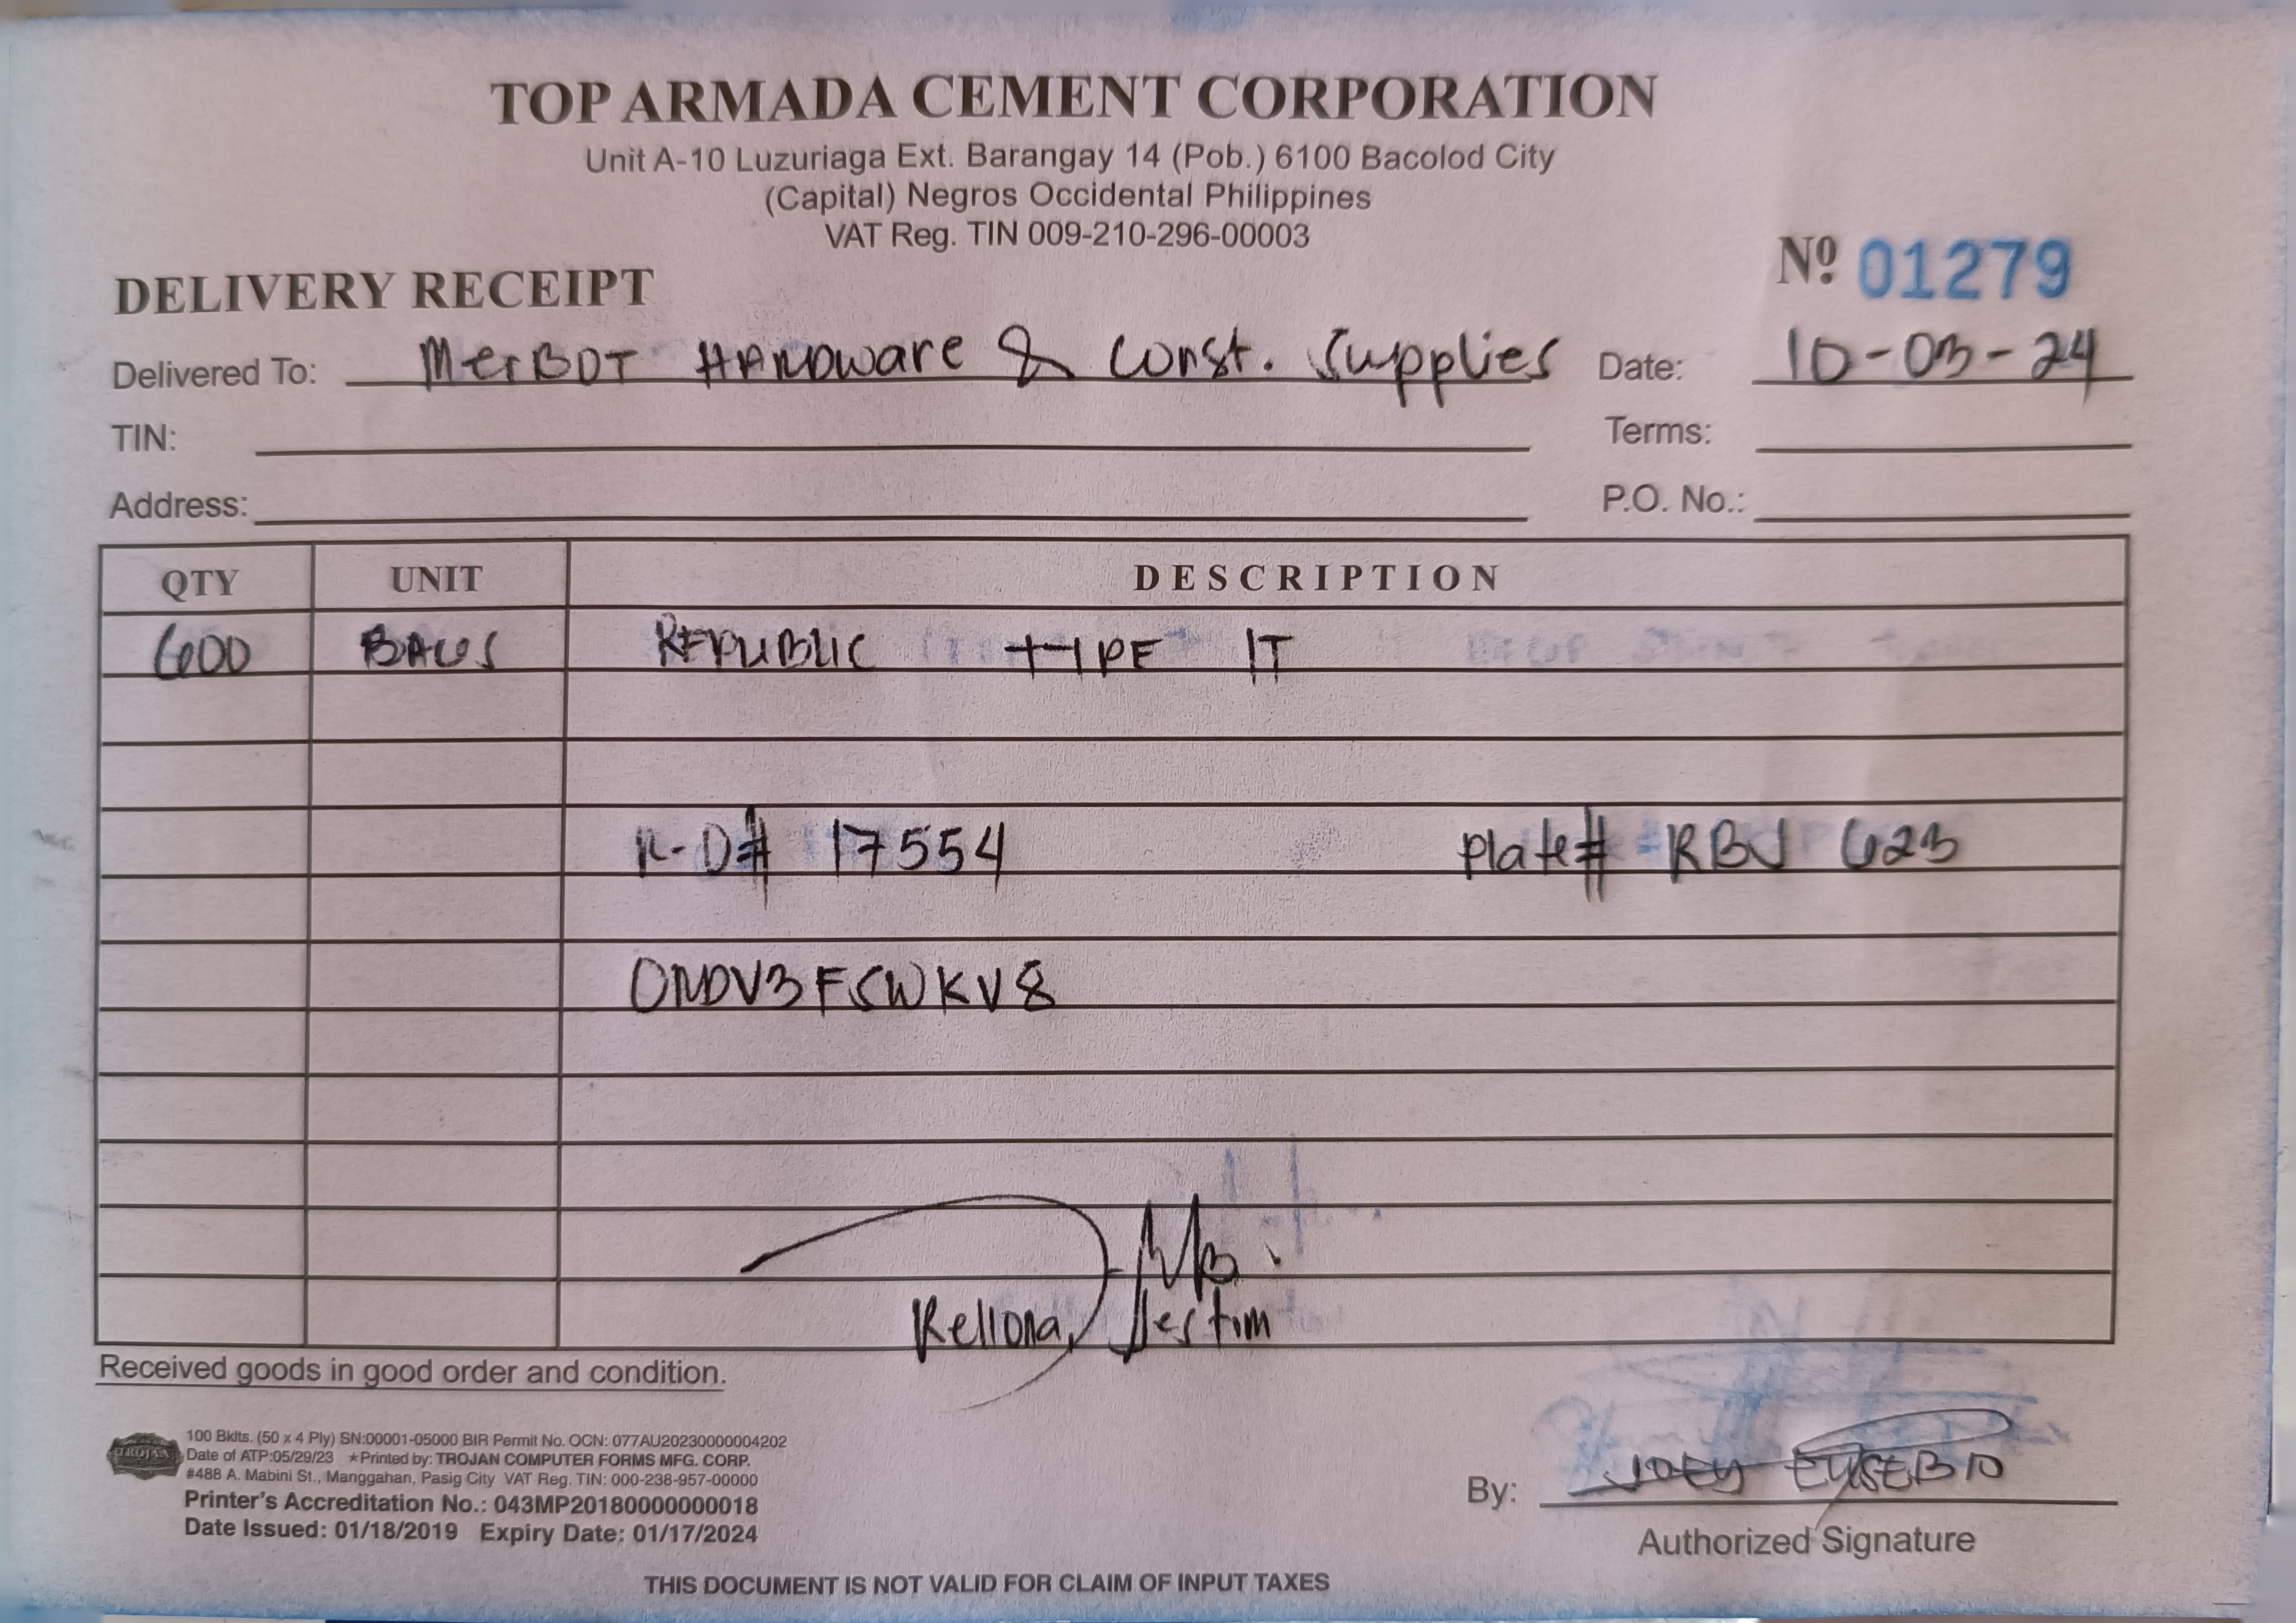 TOP ARMADA CEMENT CORPORATION
Unit A-10 Luzuriaga Ext. Barangay 14 (Pob.) 6100 Bacolod City
(Capital) Negros Occidental Philippines
VAT Reg. TIN 009-210-296-00003
DELIVERY RECEIPT Nº 01279
Delivered To: MerBOT HARDware & Const. Supplies Date: 10-03-24
TIN: Terms:
Address: P.O. No.:
QTY UNIT DESCRIPTION
600 BAGS REPUBLIC TYPE 1T
R-D# 17554 Plate# RBJ 623
ONDV3FSWKV8
Rellona, Jestim
Received goods in good order and condition.
TROJAN
100 Bklts. (50 x 4 Ply) SN:00001-05000 BIR Permit No. OCN: 077AU20230000004202
Date of ATP:05/29/23 ★Printed by: TROJAN COMPUTER FORMS MFG. CORP.
#488 A. Mabini St., Manggahan, Pasig City VAT Reg. TIN: 000-238-957-00000
Printer's Accreditation No.: 043MP20180000000018
Date Issued: 01/18/2019 Expiry Date: 01/17/2024
By: JOEY EUSEBIO
Authorized Signature
THIS DOCUMENT IS NOT VALID FOR CLAIM OF INPUT TAXES